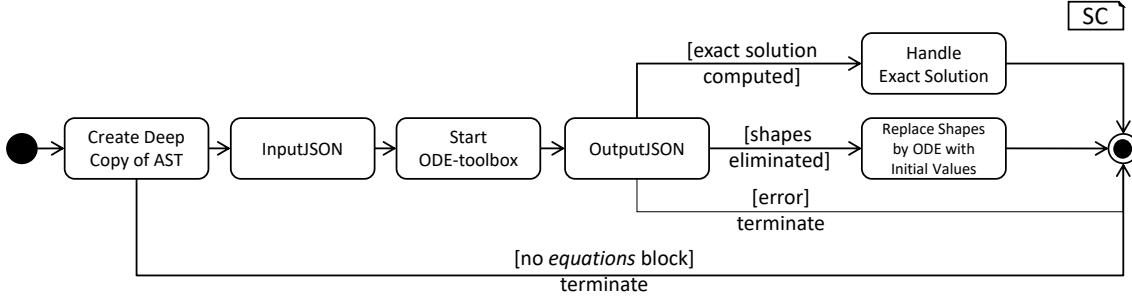 SC
[exact solution
computed]
Handle
Exact Solution
Create Deep
Copy of AST
InputJSON
Start
ODE-toolbox
OutputJSON
[shapes
eliminated]
Replace Shapes
by ODE with
Initial Values
[error]
terminate
[no equations block]
terminate